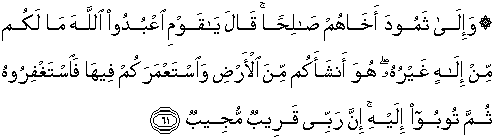 ۞ وَإِلَىٰ ثَمُودَ أَخَاهُمْ صَٰلِحًا ۚ قَالَ يَٰقَوْمِ ٱعْبُدُوا۟ ٱللَّهَ مَا لَكُم
مِّنْ إِلَٰهٍ غَيْرُهُۥ ۖ هُوَ أَنشَأَكُم مِّنَ ٱلْأَرْضِ وَٱسْتَعْمَرَكُمْ فِيهَا فَٱسْتَغْفِرُوهُ
ثُمَّ تُوبُوٓا۟ إِلَيْهِ ۚ إِنَّ رَبِّى قَرِيبٌ مُّجِيبٌ ﴿٦١﴾